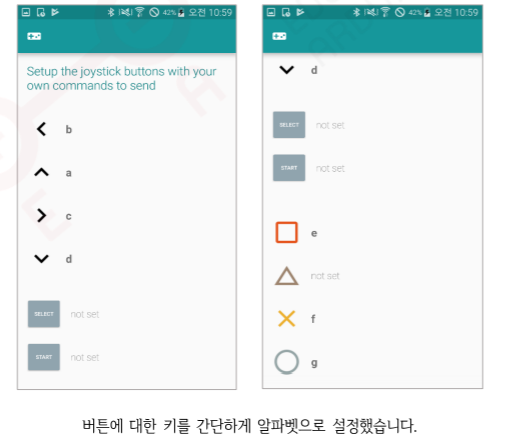 42% 오전 10:59
Setup the joystick buttons with your
own commands to send
b
a
c
d
SELECT not set
START not set
42% 오전 10:59
d
SELECT not set
START not set
e
not set
f
g
버튼에 대한 키를 간단하게 알파벳으로 설정했습니다.